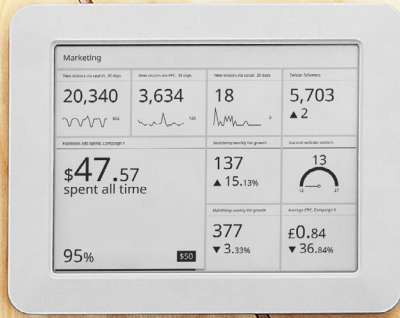 Marketing
New visitors via search, 30 days
New visitors via PPC, 30 days
New visitors via social, 30 days
Twitter followers
20,340
3,634
18
5,703
▲ 2
Facebook Ads spend, Campaign Y
Mailchimp weekly list growth
Current website visitors
$47.57
spent all time
137
▲ 15.13%
13
Mailchimp weekly list growth
Average PPC, Campaign X
377
▼ 3.33%
£0.84
▼ 36.84%
95%
$50